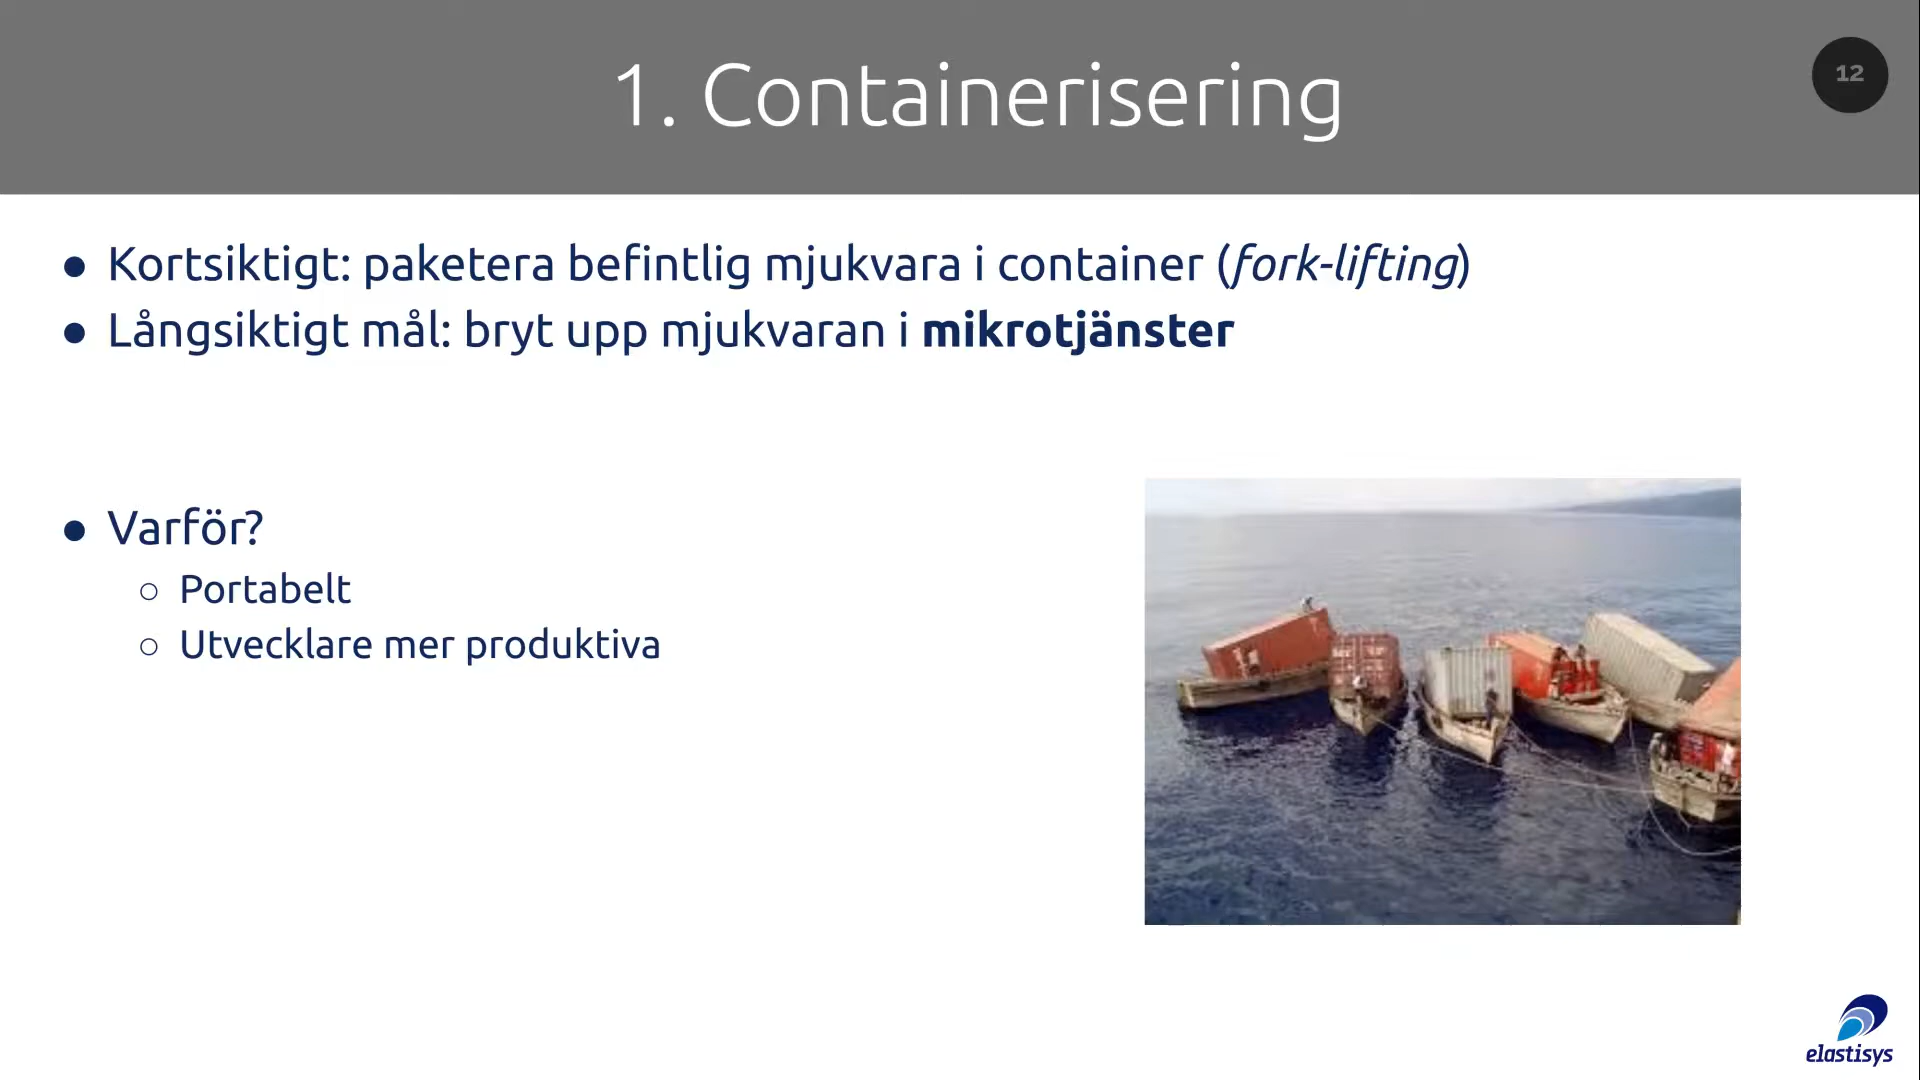 1. Containerisering
12
● Kortsiktigt: paketera befintlig mjukvara i container (fork-lifting)
● Långsiktigt mål: bryt upp mjukvaran i mikrotjänster
● Varför?
○ Portabelt
○ Utvecklare mer produktiva
elastisys